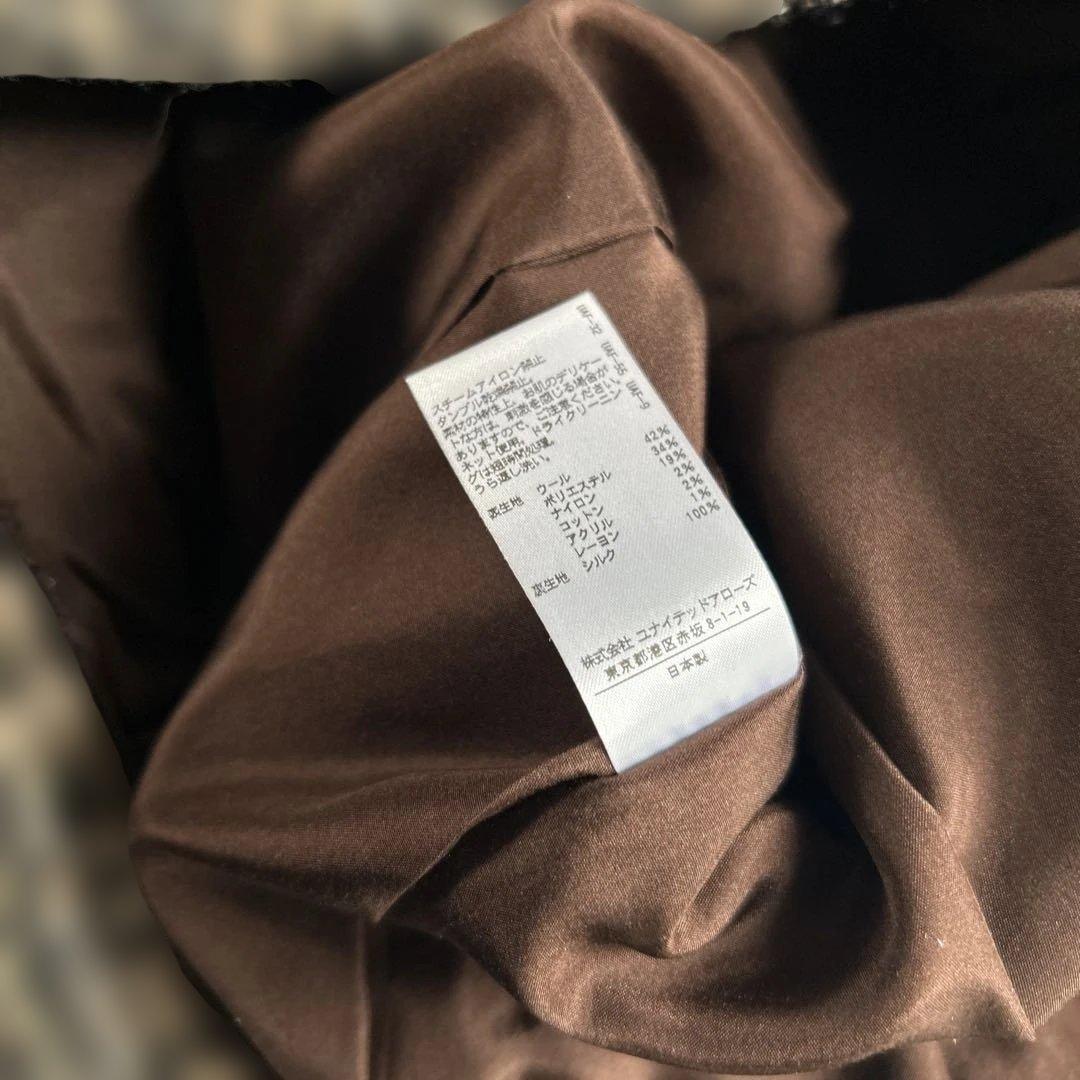 UAF-32 UAF-55 UAF-9
スチームアイロン禁止
タンブル乾燥禁止。
素材の特性上、お肌のデリケー
トな方は、刺激を感じる場合が
ありますので、ご注意ください。
ネット使用。ドライクリーニン
グは短時間処理。
うら返し洗い。
表生地 ウール 42%
ポリエステル 34%
ナイロン 19%
コットン 2%
アクリル 2%
レーヨン 1%
シルク 100%
株式会社 ユナイテッドアローズ
東京都港区赤坂 8-1-19
日本製